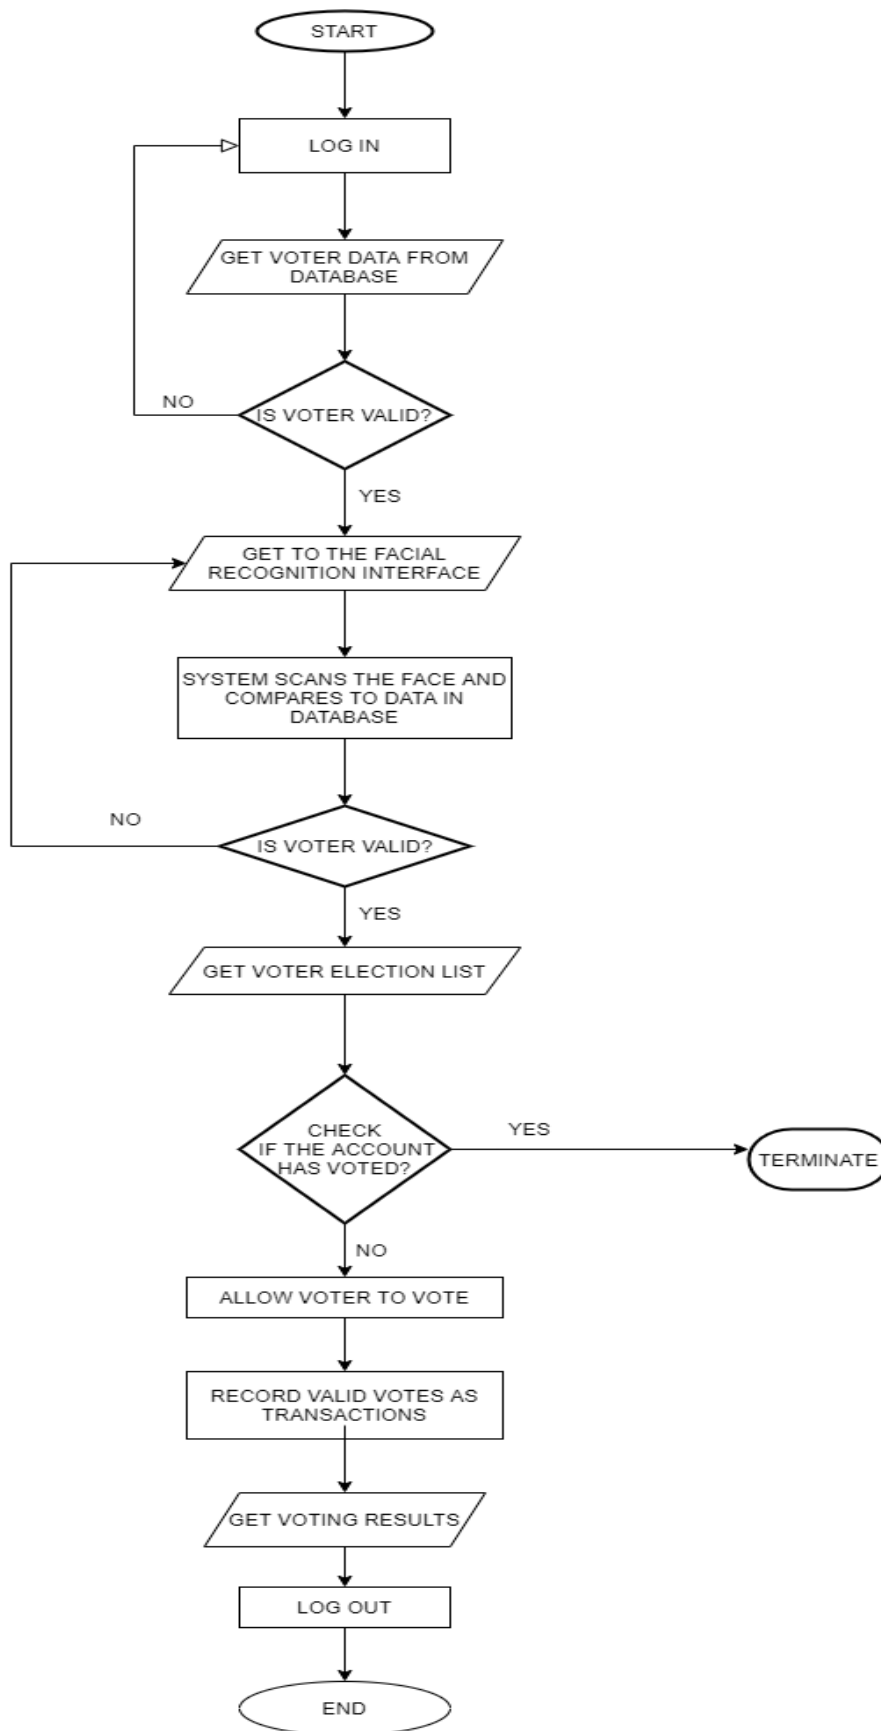 START
LOG IN
GET VOTER DATA FROM
DATABASE
NO
IS VOTER VALID?
YES
GET TO THE FACIAL
RECOGNITION INTERFACE
SYSTEM SCANS THE FACE AND
COMPARES TO DATA IN
DATABASE
NO
IS VOTER VALID?
YES
GET VOTER ELECTION LIST
CHECK
IF THE ACCOUNT
HAS VOTED?
YES
TERMINATE
NO
ALLOW VOTER TO VOTE
RECORD VALID VOTES AS
TRANSACTIONS
GET VOTING RESULTS
LOG OUT
END